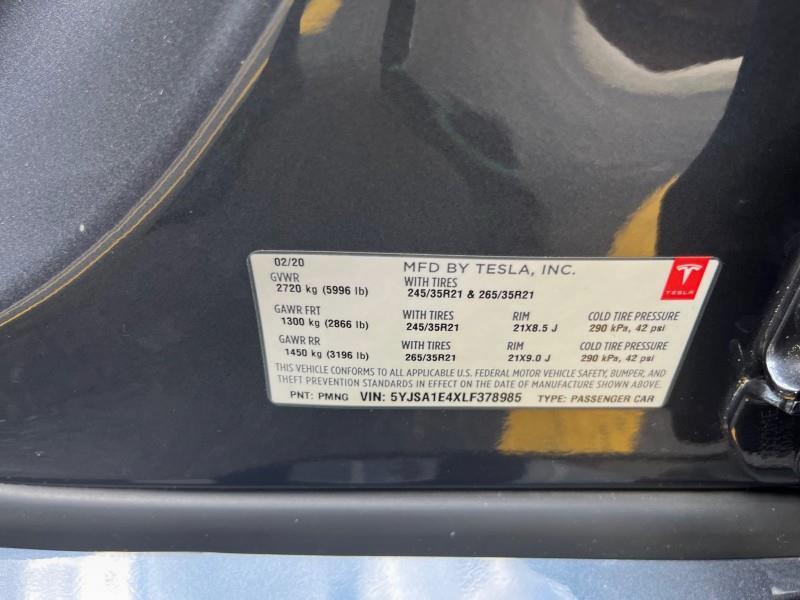 02/20
MFD BY TESLA, INC.
GVWR
2720 kg (5996 lb)
WITH TIRES
245/35R21 & 265/35R21
TESLA
GAWR FRT
1300 kg (2866 lb)
WITH TIRES
245/35R21
RIM
21X8.5 J
COLD TIRE PRESSURE
290 kPa, 42 psi
GAWR RR
1450 kg (3196 lb)
WITH TIRES
265/35R21
RIM
21X9.0 J
COLD TIRE PRESSURE
290 kPa, 42 psi
THIS VEHICLE CONFORMS TO ALL APPLICABLE U.S. FEDERAL MOTOR VEHICLE SAFETY, BUMPER, AND
THEFT PREVENTION STANDARDS IN EFFECT ON THE DATE OF MANUFACTURE SHOWN ABOVE.
PNT: PMNG VIN: 5YJSA1E4XLF378985 TYPE: PASSENGER CAR